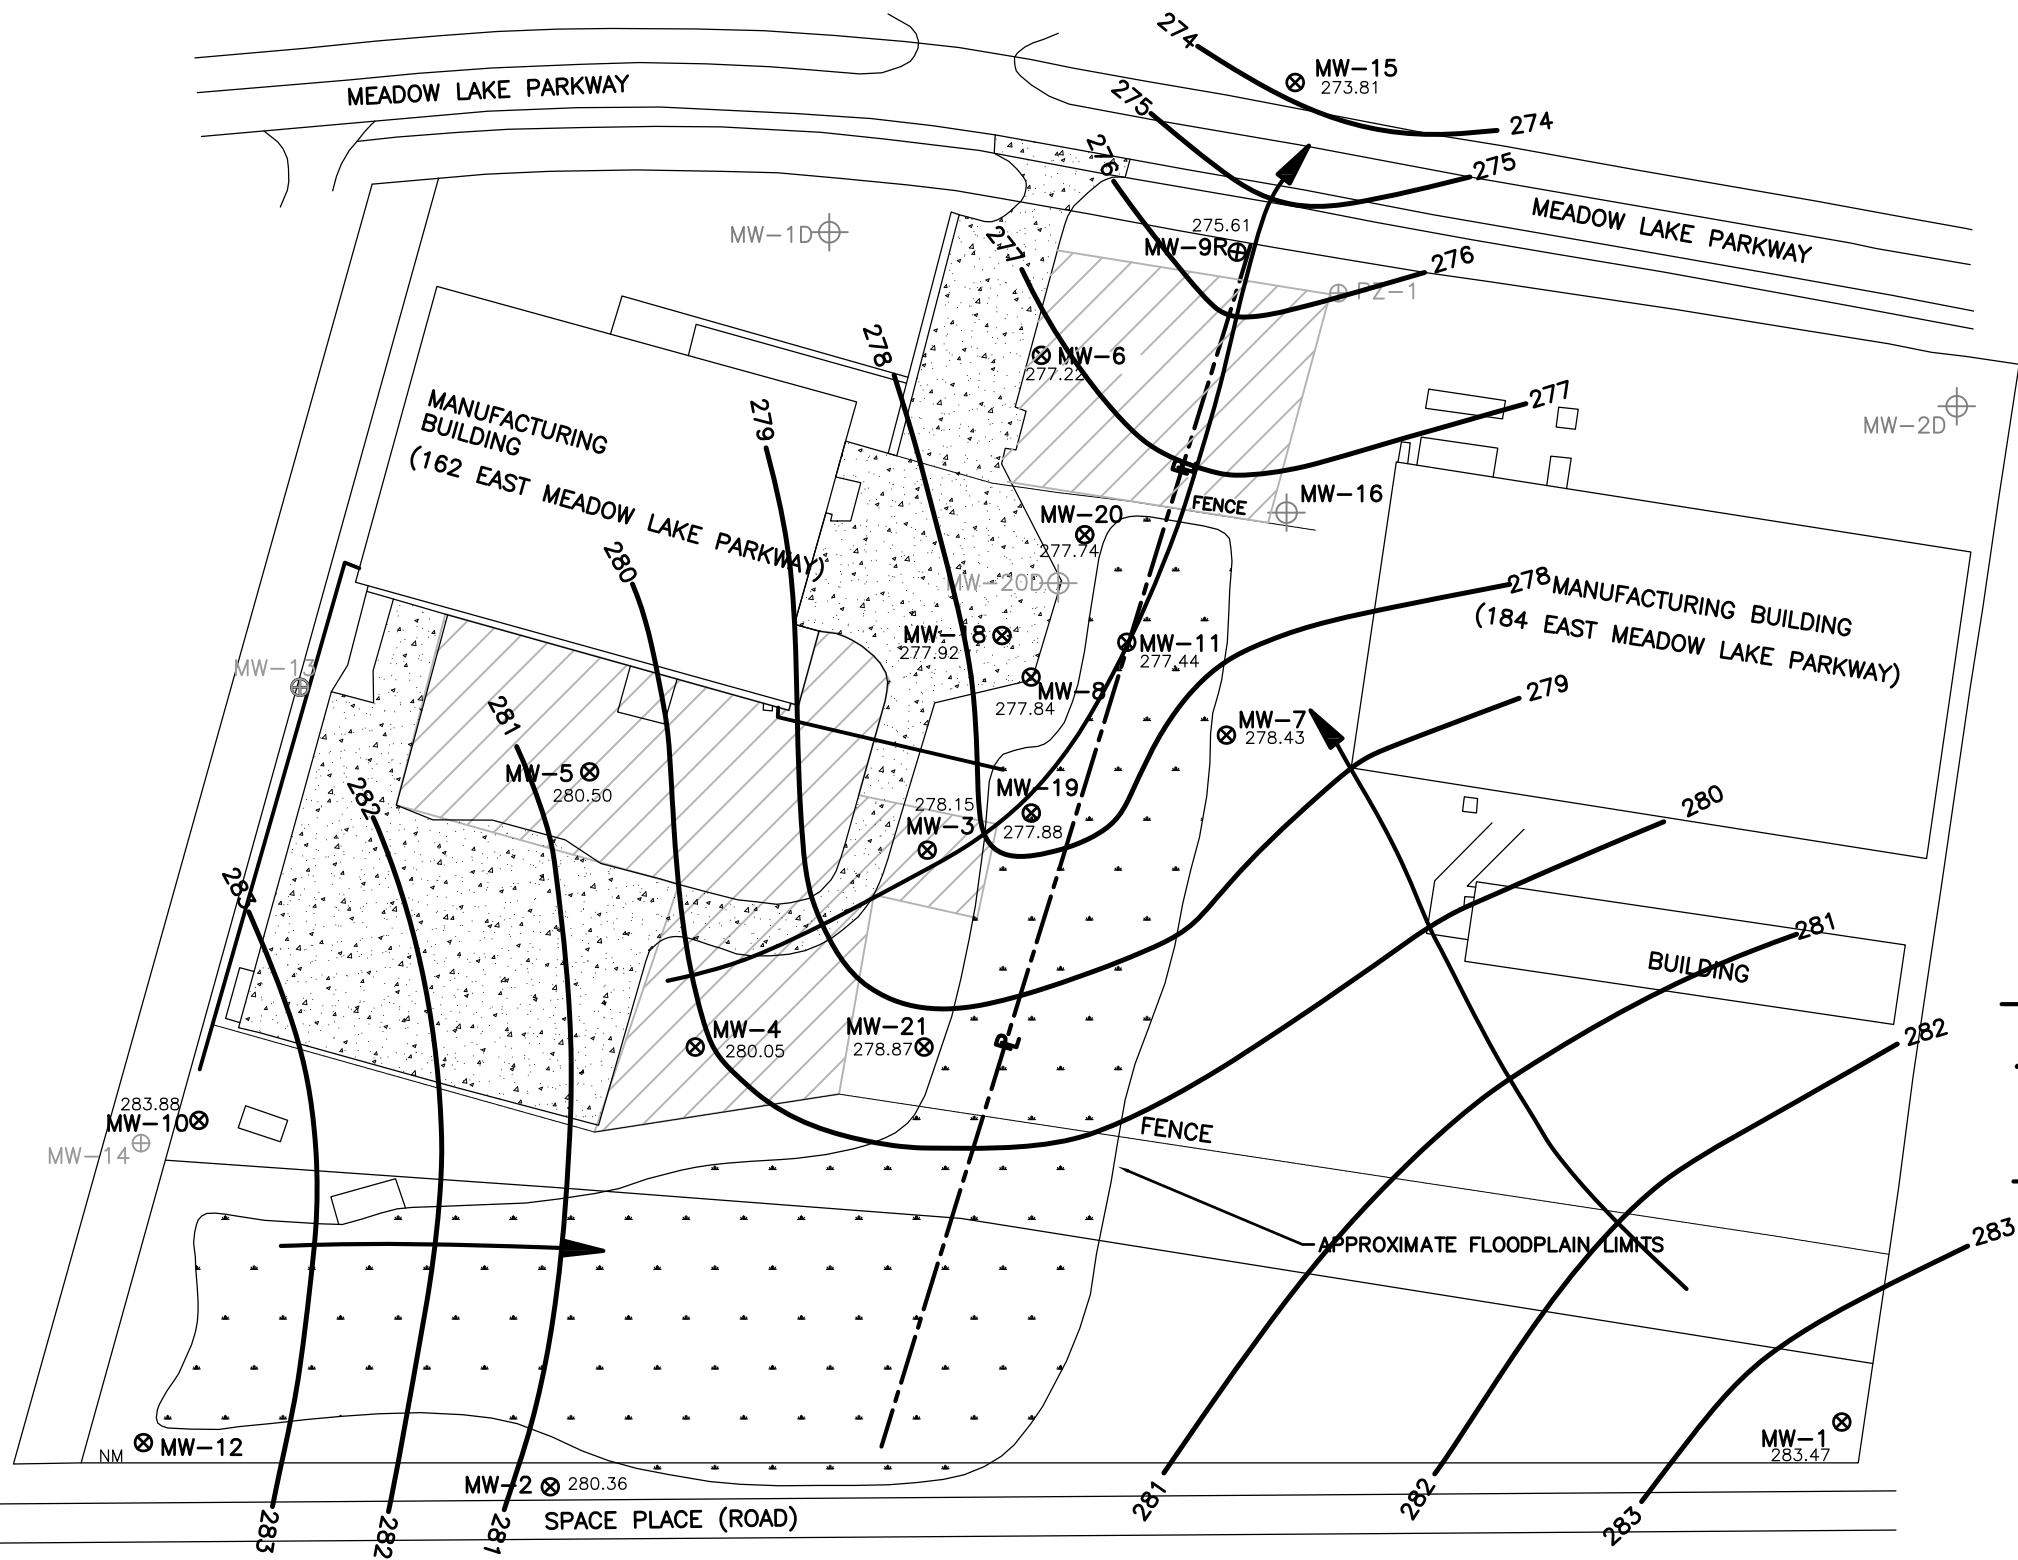 274
MW-15
273.81
MEADOW LAKE PARKWAY
275
274
276
275
MEADOW LAKE PARKWAY
275.61
MW-9R
MW-1D
277
276
PZ-1
278
MW-6
277.22
277
MW-2D
279
MANUFACTURING
BUILDING
(162 EAST MEADOW LAKE PARKWAY)
MW-16
FENCE
MW-20
277.74
280
MW-20D
278
MANUFACTURING BUILDING
(184 EAST MEADOW LAKE PARKWAY)
MW-18
277.92
MW-11
277.44
MW-13
MW-8
277.84
279
281
MW-7
278.43
MW-5
280.50
282
MW-19
277.88
278.15
MW-3
280
283
281
BUILDING
MW-4
280.05
MW-21
278.87
282
283.88
MW-10
MW-14
FENCE
APPROXIMATE FLOODPLAIN LIMITS
283
MW-12
NM
MW-1
283.47
MW-2
280.36
SPACE PLACE (ROAD)
283
282
281
281
282
283